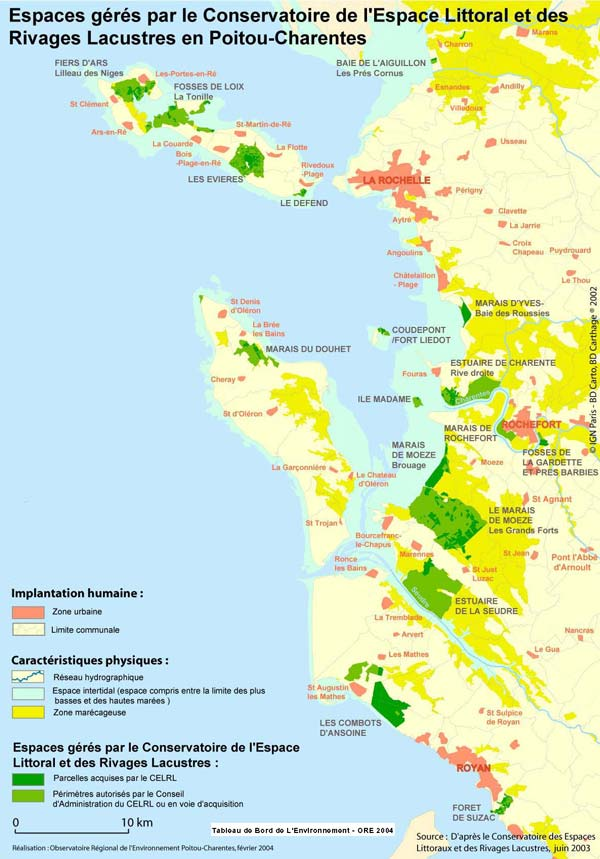 Espaces gérés par le Conservatoire de l'Espace Littoral et des
Rivages Lacustres en Poitou-Charentes
FIERS D'ARS
Lilleau des Niges
Les-Portes-en-Ré
FOSSES DE LOIX
La Tonille
St Clément
Ars-en-Ré
St-Martin-de-Ré
La Couarde
Bois
-Plage-en-Ré
La Flotte
Rivedoux
-Plage
LES EVIERES
LE DEFEND
BAIE DE L'AIGUILLON
Les Prés Cornus
Charron
Marans
Esnandes
Andilly
Villedoux
Usseau
LA ROCHELLE
Périgny
Aytré
Clavette
La Jarrie
Croix
Chapeau
Puydrouard
Le Thou
Angoulins
Châtelaillon
- Plage
MARAIS D'YVES-
Baie des Roussies
St Denis
d'Oléron
La Brée
les Bains
MARAIS DU DOUHET
COUDEPONT
/FORT LIEDOT
Cheray
St d'Oléron
Fouras
ESTUAIRE DE CHARENTE
Rive droite
Charentes
ILE MADAME
ROCHEFORT
MARAIS DE
ROCHEFORT
FOSSES DE
LA GARDETTE
ET PRES BARBIES
MARAIS
DE MOEZE
Brouage
Moeze
La Garçonnière
Le Chateau
d'Oléron
St Agnant
LE MARAIS
DE MOEZE
Les Grands Forts
St Trojan
Bourcefranc-
le-Chapus
Marennes
St Jean
Pont l'Abbé
d'Arnoult
Ronce
les Bains
St Just
Luzac
Seudre
ESTUAIRE
DE LA SEUDRE
La Tremblade
Arvert
Nancras
Le Gua
Les Mathes
St Augustin
les Mathes
LES COMBOTS
D'ANSOINE
St Sulpice
de Royan
ROYAN
FORET
DE SUZAC
© IGN Paris - BD Carto, BD Carthage ® 2002
Implantation humaine :
Zone urbaine
Limite communale
Caractéristiques physiques :
Réseau hydrographique
Espace intertidal (espace compris entre la limite des plus
basses et des hautes marées )
Zone marécageuse
Espaces gérés par le Conservatoire de l'Espace
Littoral et des Rivages Lacustres :
Parcelles acquises par le CELRL
Périmètres autorisés par le Conseil
d'Administration du CELRL ou en voie d'acquisition
0 10 km
Tableau de Bord de L'Environnement - ORE 2004
Réalisation : Observatoire Régional de l'Environnement Poitou-Charentes, février 2004
Source : D'après le Conservatoire des Espaces
Littoraux et des Rivages Lacustres, juin 2003